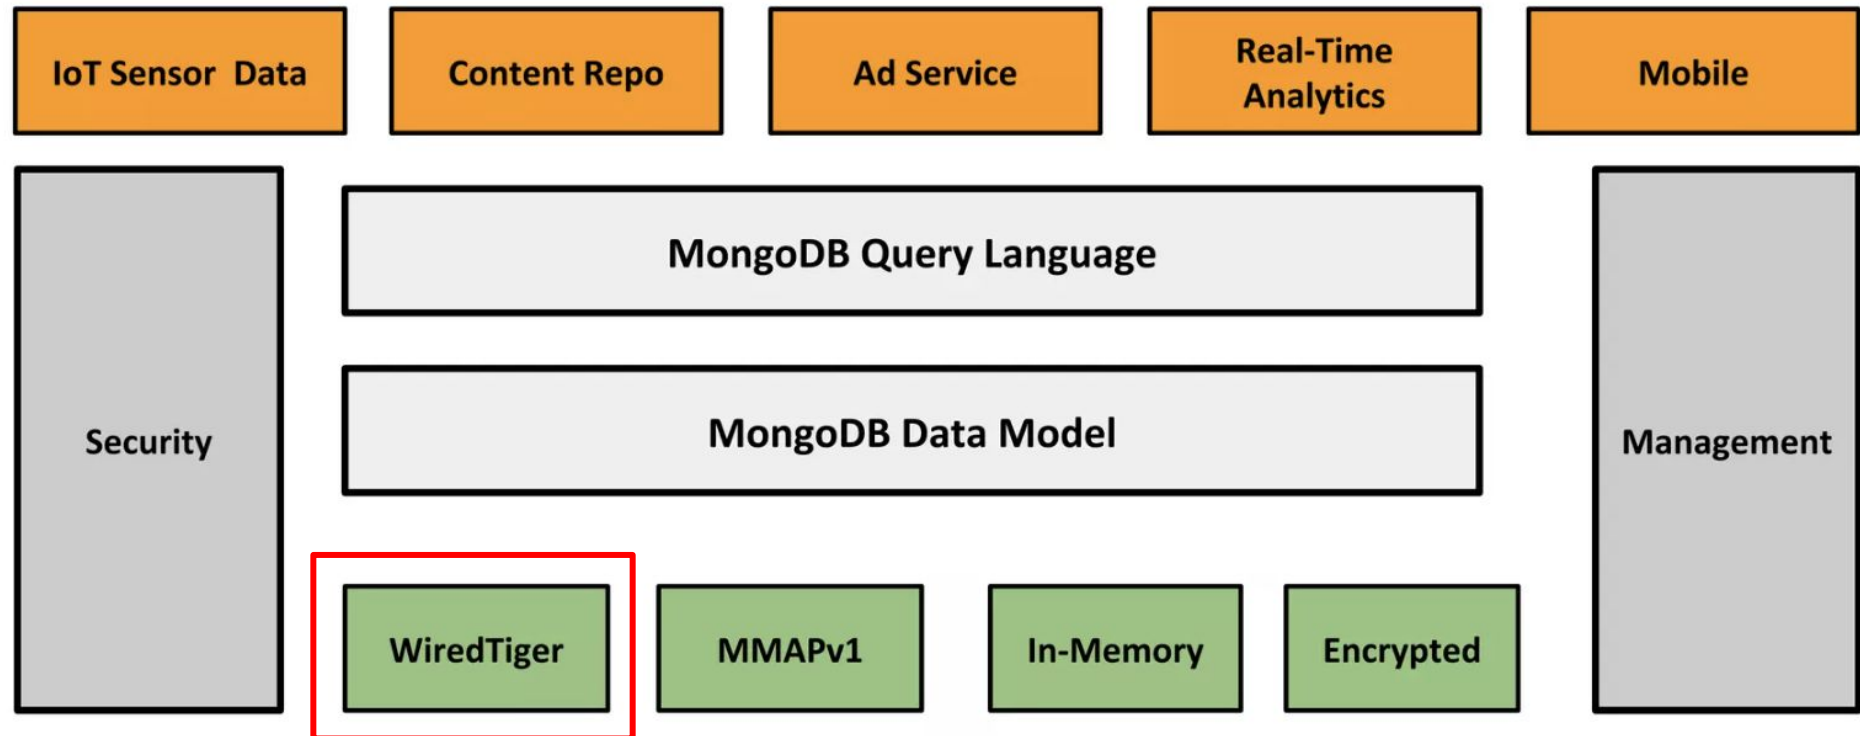 IoT Sensor Data
Content Repo
Ad Service
Real-Time
Analytics
Mobile
Security
MongoDB Query Language
MongoDB Data Model
Management
WiredTiger
MMAPv1
In-Memory
Encrypted